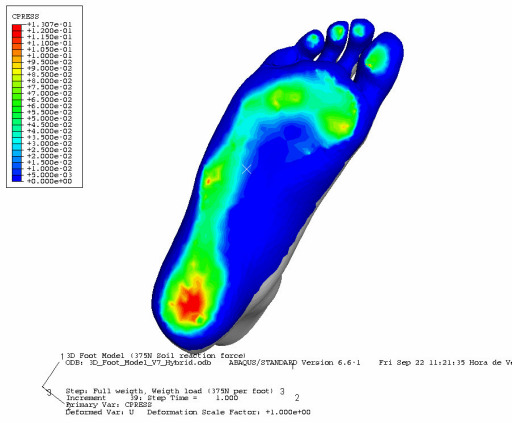 CPRESS
+1.307e-01
+1.200e-01
+1.150e-01
+1.100e-01
+1.050e-01
+1.000e-01
+9.500e-02
+9.000e-02
+8.500e-02
+8.000e-02
+7.500e-02
+7.000e-02
+6.500e-02
+6.000e-02
+5.500e-02
+5.000e-02
+4.500e-02
+4.000e-02
+3.500e-02
+3.000e-02
+2.500e-02
+2.000e-02
+1.500e-02
+1.000e-02
+5.000e-03
+0.000e+00
1
3D Foot Model (375N Soil reaction force)
ODB: 3D_Foot_Model_V7_Hybrid.odb ABAQUS/STANDARD Version 6.6-1 Fri Sep 22 11:21:35 Hora de Ve
3
Step: Full weigth, Weigth load (375N per foot) 3
Increment 39: Step Time = 1.000
2
Primary Var: CPRESS
Deformed Var: U Deformation Scale Factor: +1.000e+00